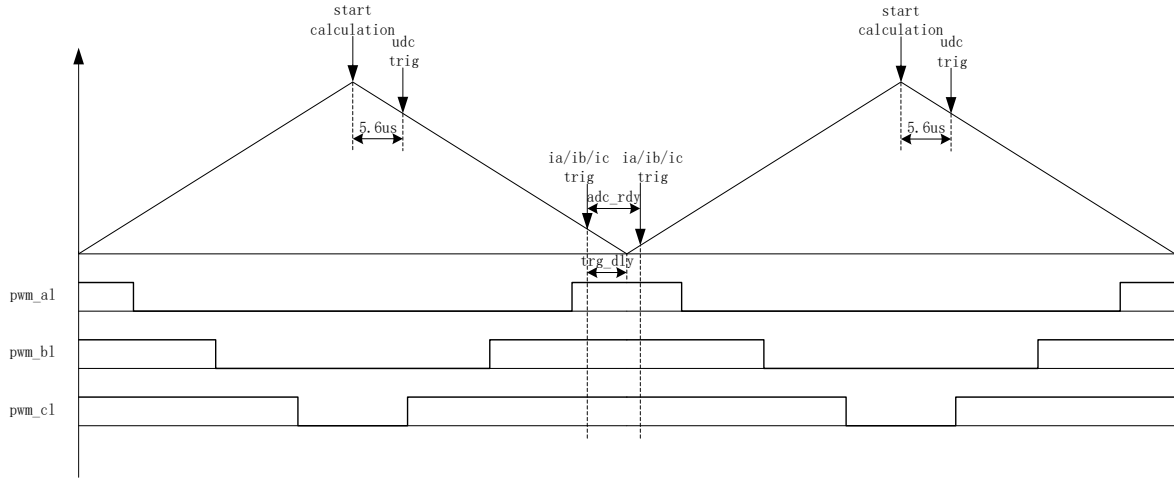 start
calculation
udc
trig
5.6us
start
calculation
udc
trig
5.6us
ia/ib/ic
trig
ia/ib/ic
trig
adc_rdy
trg_dly
pwm_al
pwm_bl
pwm_cl